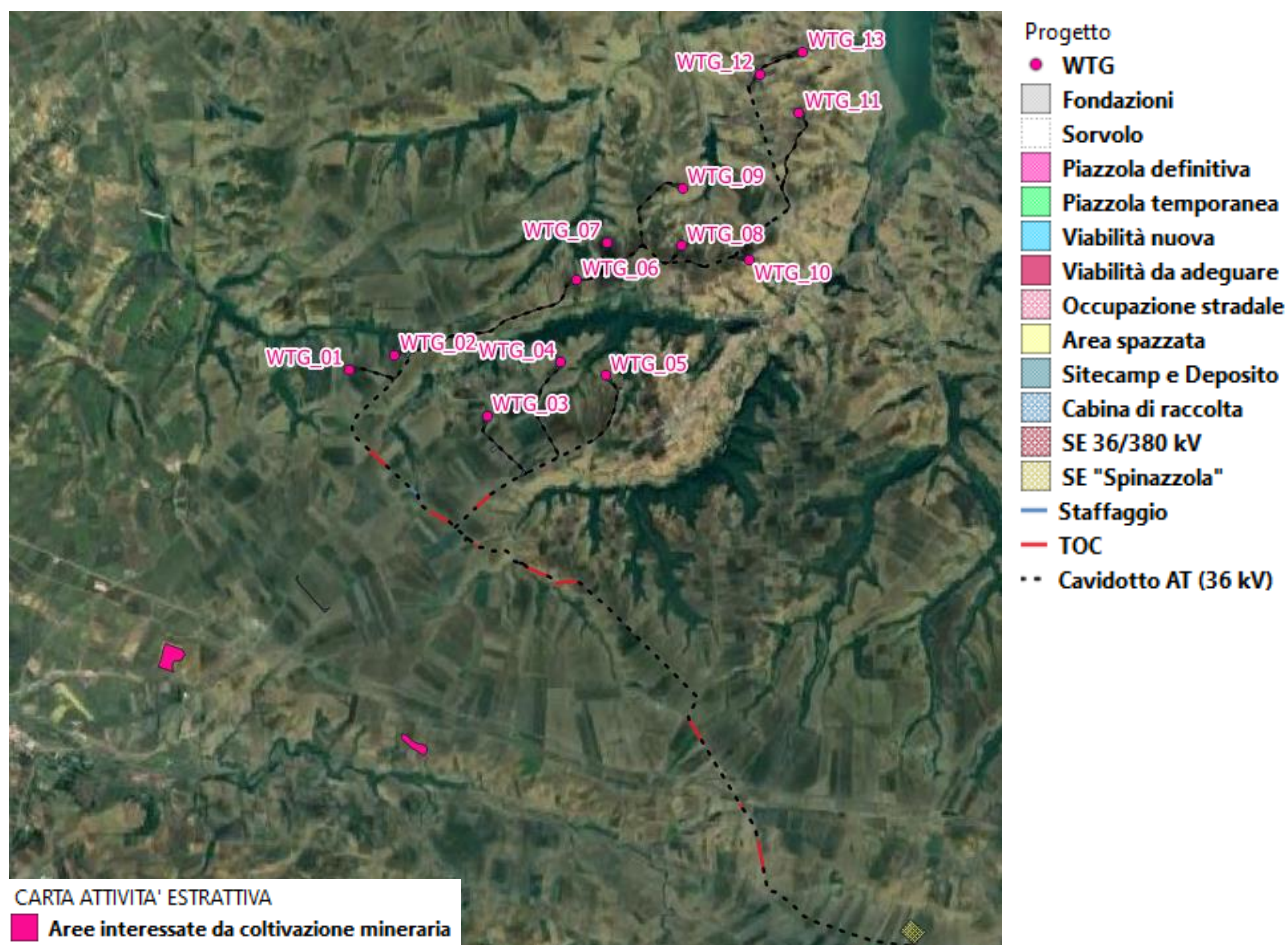 WTG_13
WTG_12
WTG_11
WTG_09
WTG_07
WTG_08
WTG_06
WTG_10
WTG_02
WTG_01
WTG_04
WTG_05
WTG_03
CARTA ATTIVITA' ESTRATTIVA
Aree interessate da coltivazione mineraria
Progetto
WTG
Fondazioni
Sorvolo
Piazzola definitiva
Piazzola temporanea
Viabilità nuova
Viabilità da adeguare
Occupazione stradale
Area spazzata
Sitecamp e Deposito
Cabina di raccolta
SE 36/380 kV
SE "Spinazzola"
Staffaggio
TOC
Cavidotto AT (36 kV)